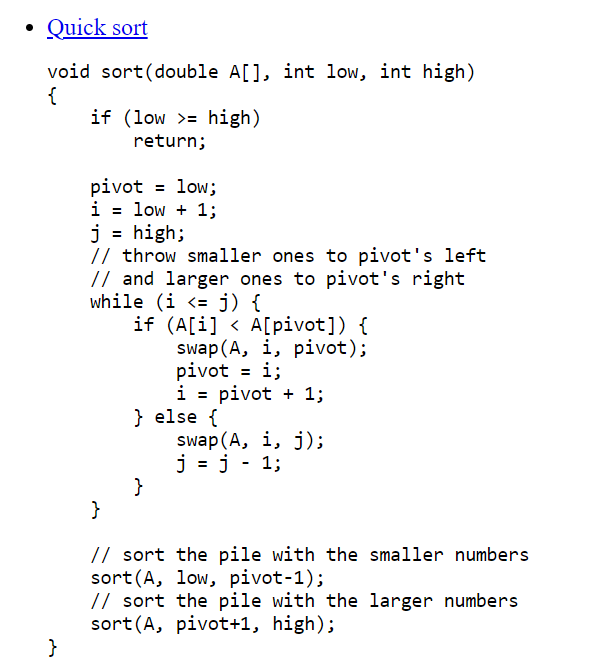 • Quick sort
void sort(double A[], int low, int high)
{
    if (low >= high)
        return;

    pivot = low;
    i = low + 1;
    j = high;
    // throw smaller ones to pivot's left
    // and larger ones to pivot's right
    while (i <= j) {
        if (A[i] < A[pivot]) {
            swap(A, i, pivot);
            pivot = i;
            i = pivot + 1;
        } else {
            swap(A, i, j);
            j = j - 1;
        }
    }

    // sort the pile with the smaller numbers
    sort(A, low, pivot-1);
    // sort the pile with the larger numbers
    sort(A, pivot+1, high);
}